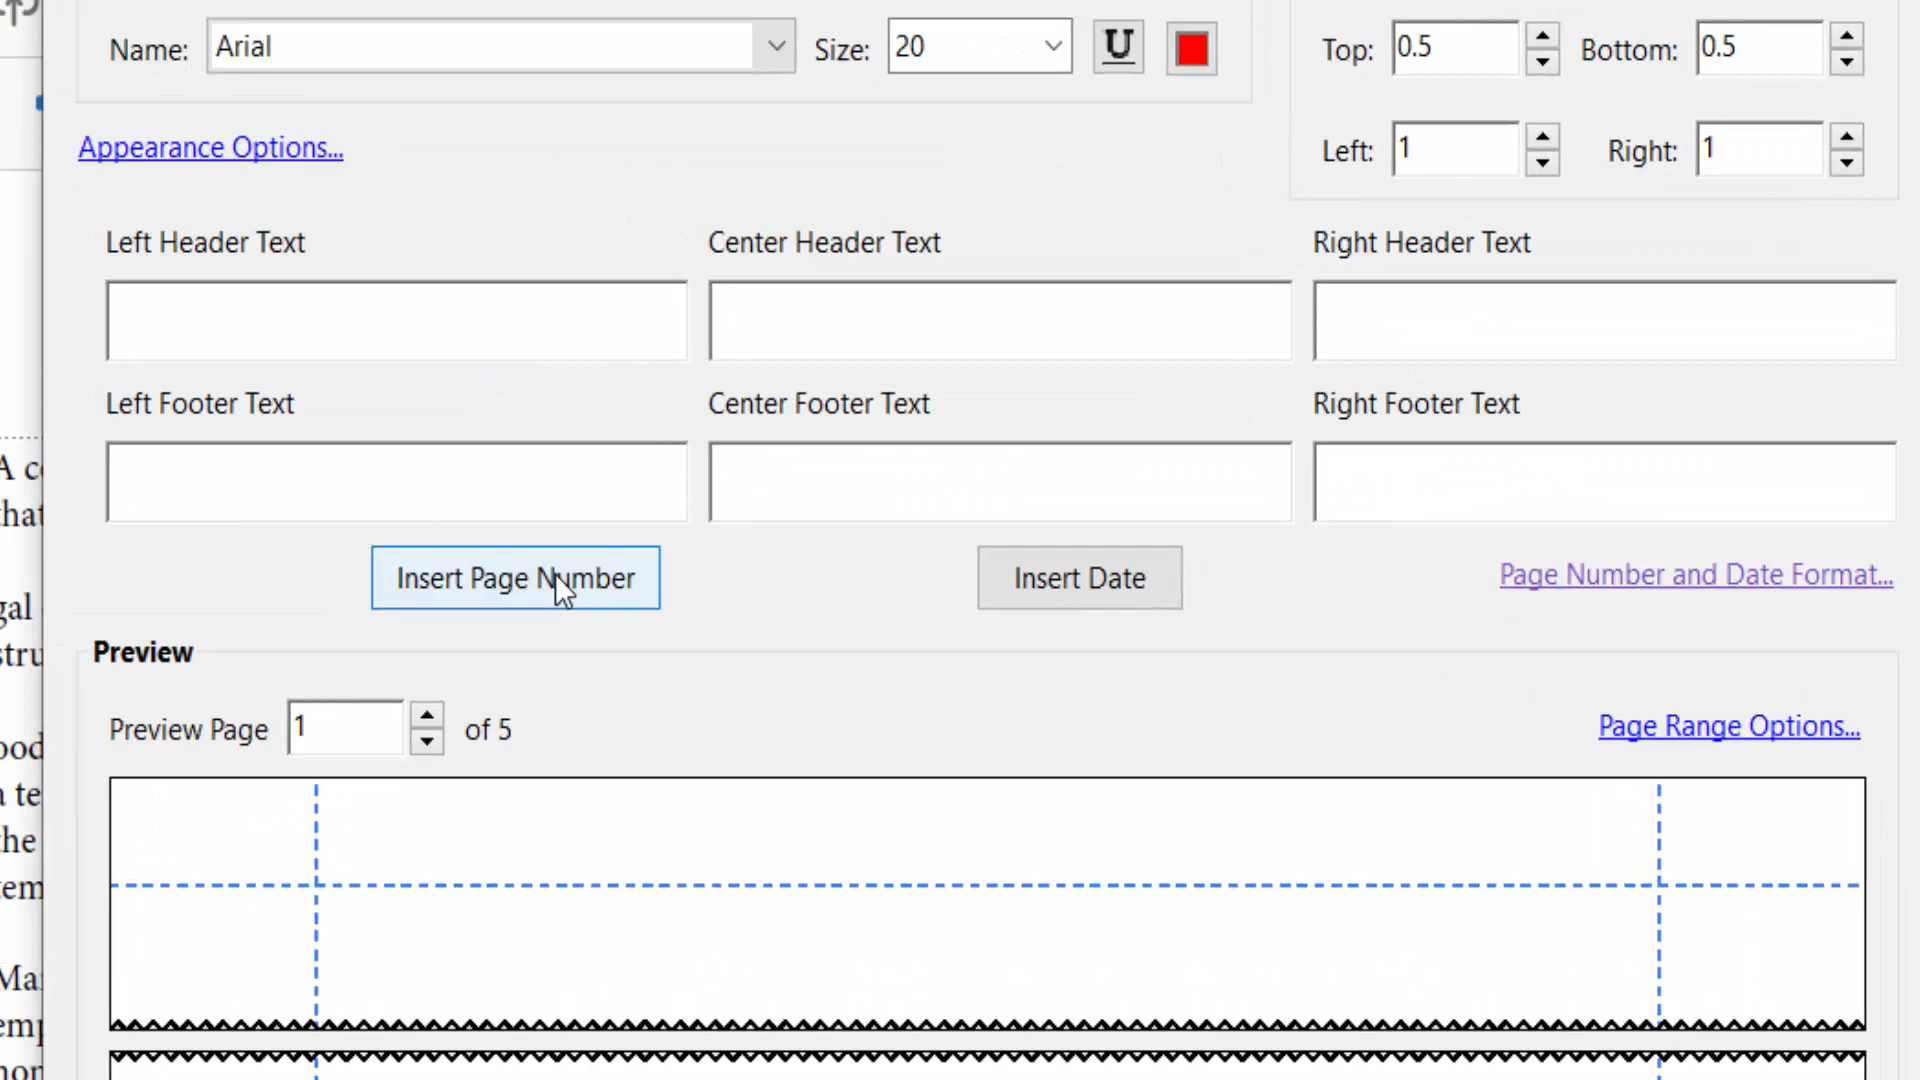 Name: Arial Size: 20 U Top: 0.5 Bottom: 0.5
Appearance Options... Left: 1 Right: 1
Left Header Text Center Header Text Right Header Text
Left Footer Text Center Footer Text Right Footer Text
Insert Page Number Insert Date Page Number and Date Format...
Preview
Preview Page 1 of 5 Page Range Options...
A
that
the